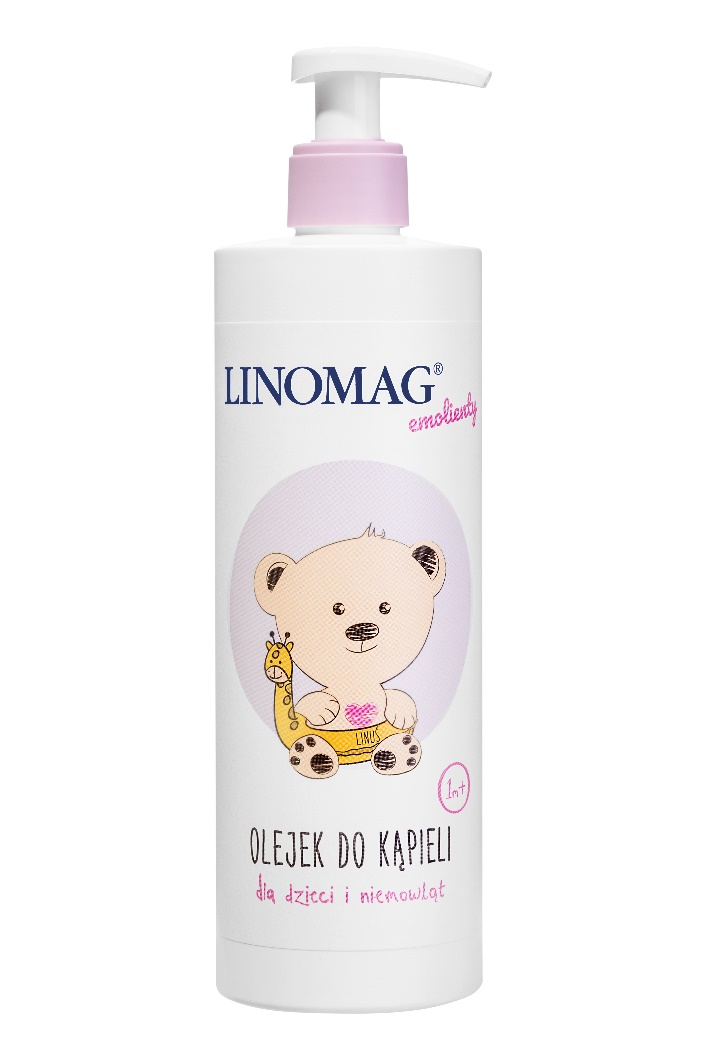 LINOMAG®
emolienty
LINUS
1m+
OLEJEK DO KĄPIELI
dla dzieci i niemowląt